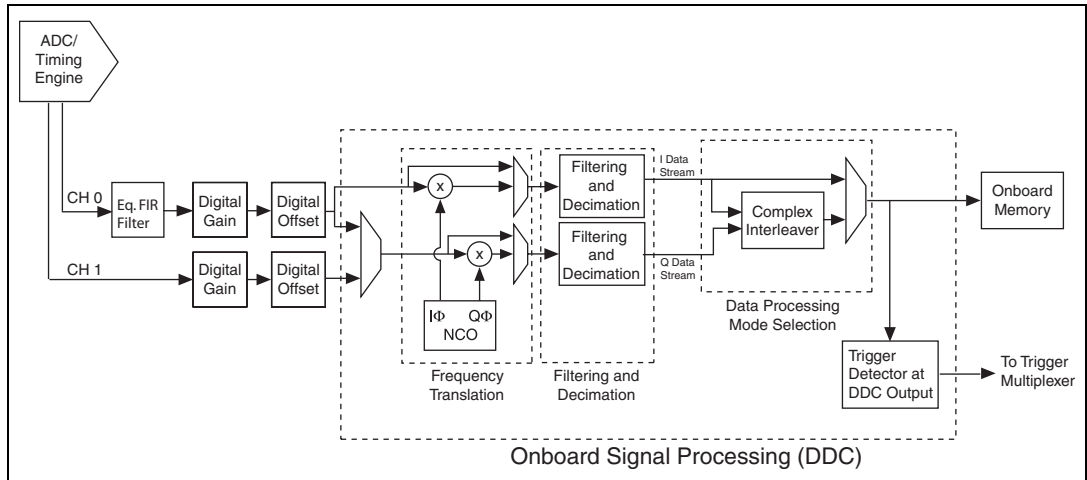 ADC/
Timing
Engine
CH 0
Eq. FIR
Filter
Digital
Gain
Digital
Offset
CH 1
Digital
Gain
Digital
Offset
x
x
IΦ QΦ
NCO
Frequency
Translation
Filtering
and
Decimation
Filtering
and
Decimation
Filtering and
Decimation
I Data
Stream
Q Data
Stream
Complex
Interleaver
Data Processing
Mode Selection
Onboard
Memory
Trigger
Detector at
DDC Output
To Trigger
Multiplexer
Onboard Signal Processing (DDC)